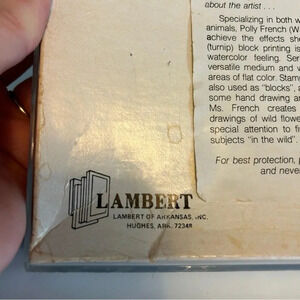 about the artist . . .
Specializing in both w
animals, Polly French (W
achieve the effects she
(turnip) block printing is
watercolor feeling. Ser
versatile medium and v
areas of flat color. Stam
also used as "blocks", a
some hand drawing an
Ms. French creates
drawings of wild flowe
special attention to fin
subjects "in the wild".
For best protection, p
and neve
LAMBERT
LAMBERT OF ARKANSAS, INC.
HUGHES, ARK. 72348